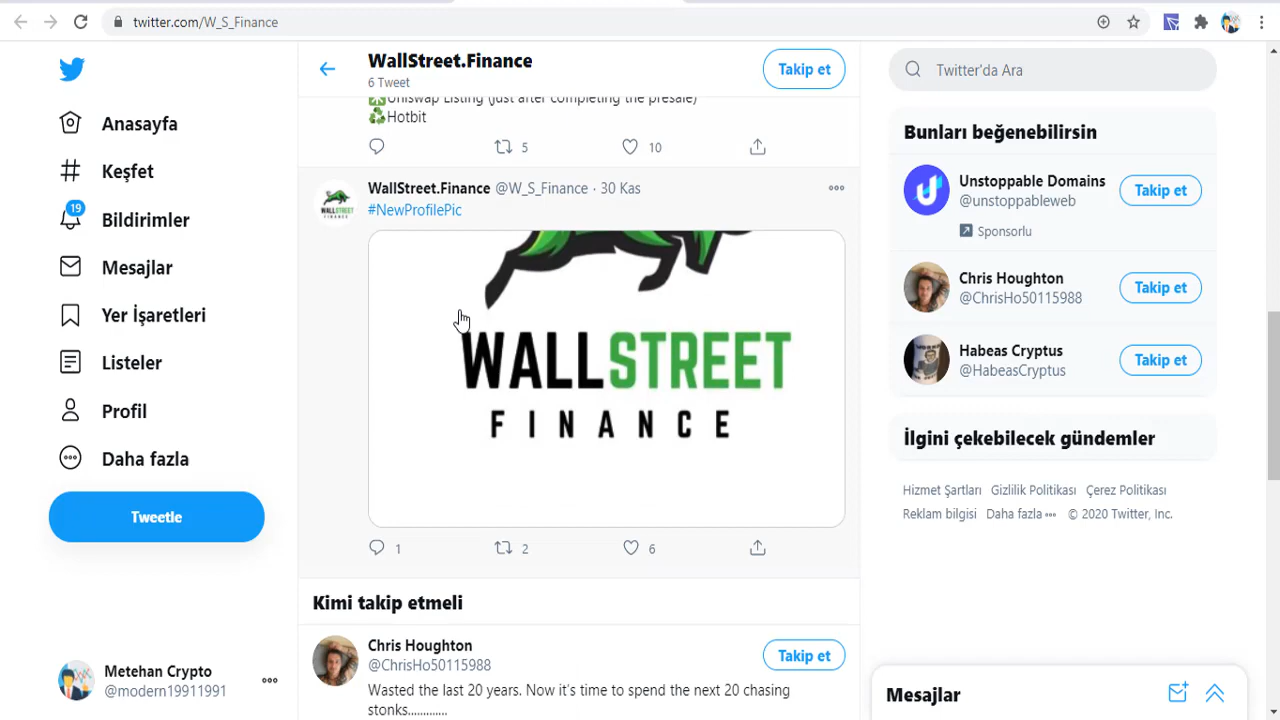 twitter.com/W_S_Finance
WallStreet.Finance
6 Tweet
Takip et
Twitter'da Ara
Anasayfa
Keşfet
19
Bildirimler
Mesajlar
Yer İşaretleri
Listeler
Profil
Daha fazla
Tweetle
Metehan Crypto
@modern19911991
Uniswap Listing (just after completing the presale)
Hotbit
5
10
WallStreet.Finance @W_S_Finance · 30 Kas
#NewProfilePic
WALLSTREET
FINANCE
WALLSTREET
FINANCE
1
2
6
Kimi takip etmeli
Chris Houghton
@ChrisHo50115988
Takip et
Wasted the last 20 years. Now it's time to spend the next 20 chasing
stonks.............
Bunları beğenebilirsin
Unstoppable Domains
@unstoppableweb
Takip et
Sponsorlu
Chris Houghton
@ChrisHo50115988
Takip et
Habeas Cryptus
@HabeasCryptus
Takip et
İlgini çekebilecek gündemler
Hizmet Şartları Gizlilik Politikası Çerez Politikası
Reklam bilgisi Daha fazla ••• © 2020 Twitter, Inc.
Mesajlar